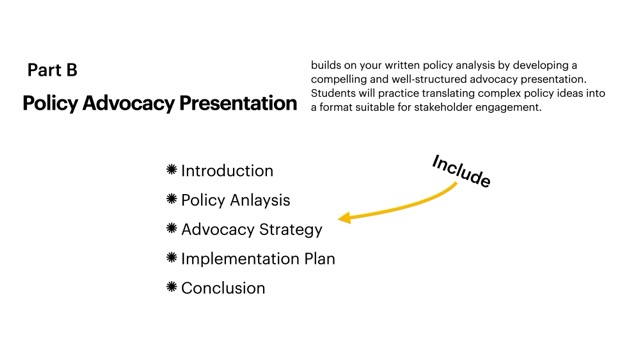 Part B
Policy Advocacy Presentation
builds on your written policy analysis by developing a
compelling and well-structured advocacy presentation.
Students will practice translating complex policy ideas into
a format suitable for stakeholder engagement.
Include
Introduction
Policy Anlaysis
Advocacy Strategy
Implementation Plan
Conclusion